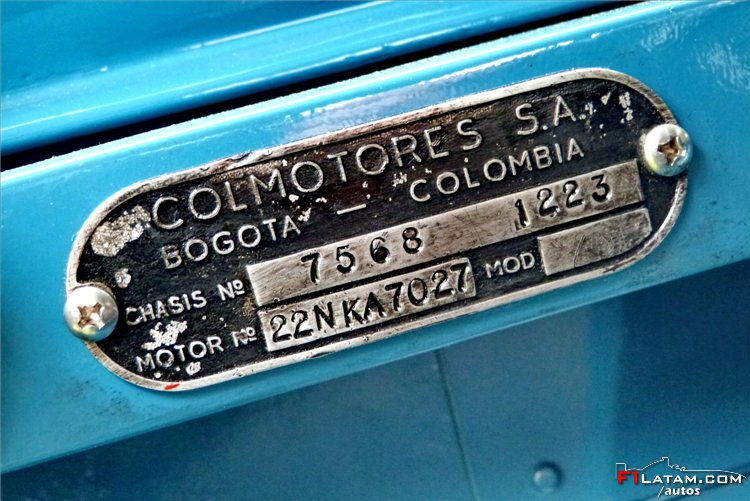 COLMOTORES S.A.
BOGOTA - COLOMBIA
CHASIS Nº 7568 1223
MOTOR Nº 22NKA7027 MOD
F1LATAM.COM
/autos